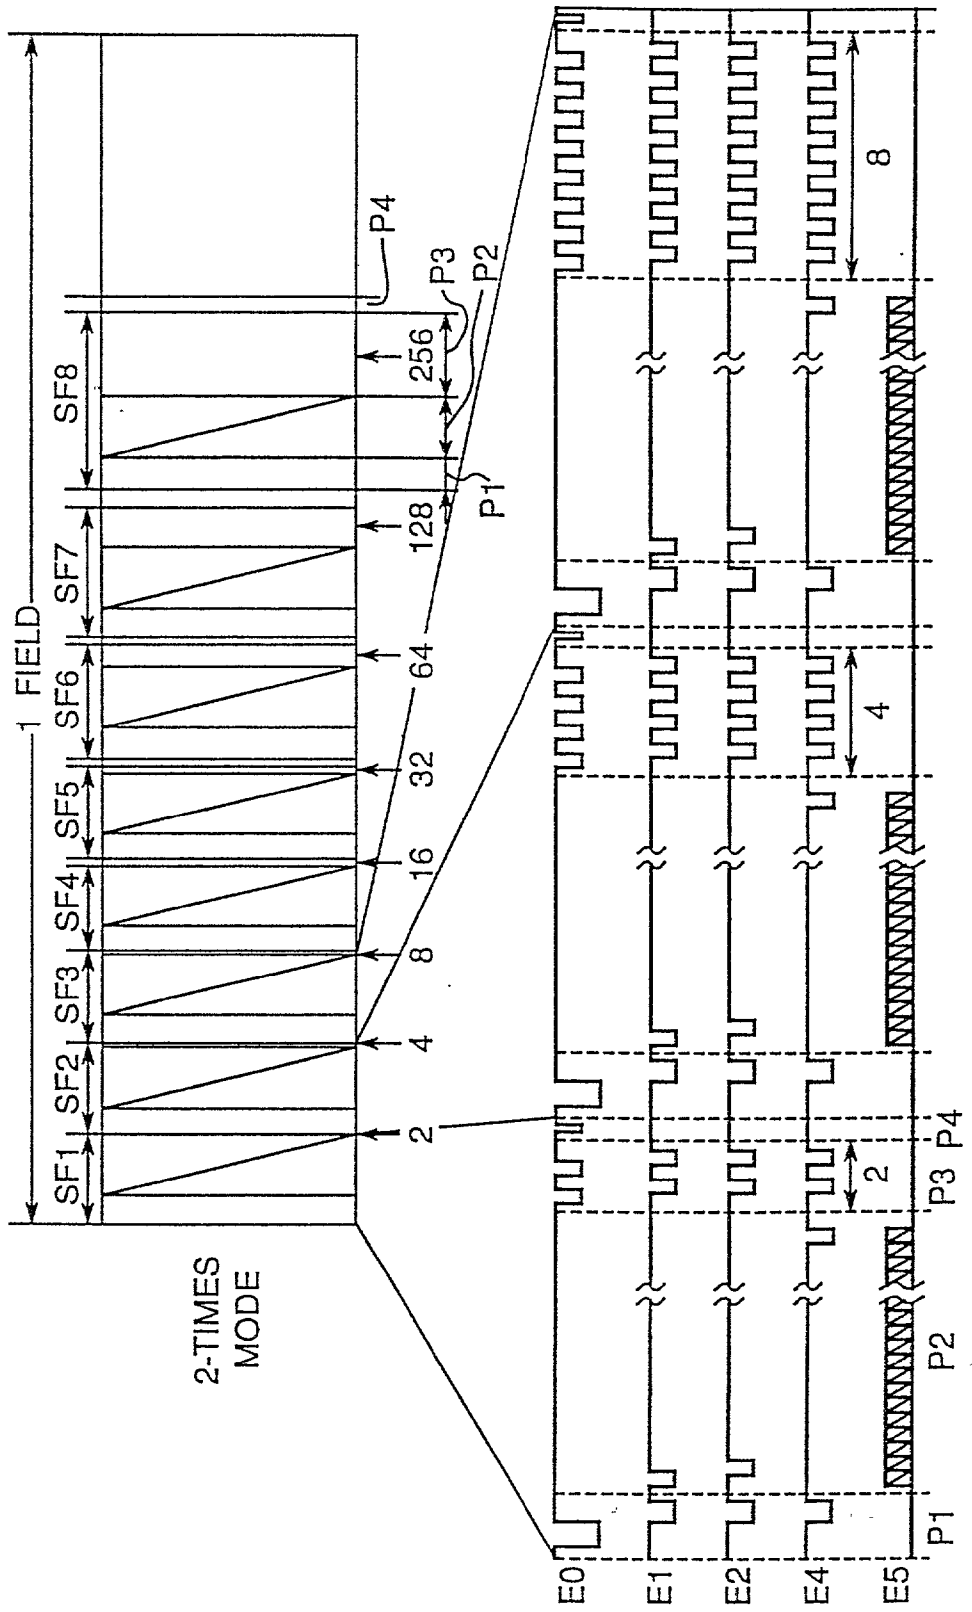 1 FIELD
SF1 SF2 SF3 SF4 SF5 SF6 SF7 SF8
2-TIMES
MODE
2 4 8 16 32 64 128 256
P1
P2
P3
P4
E0
E1
E2
E4
E5
2 4 8
P1 P2 P3 P4